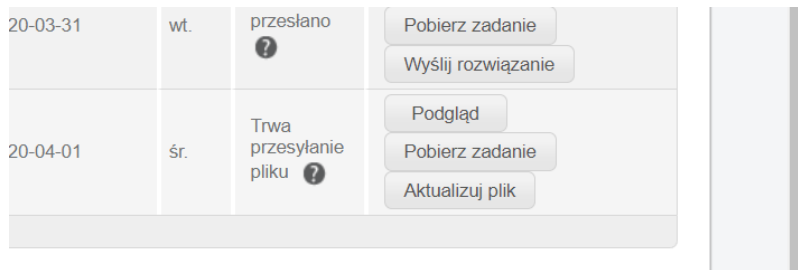 20-03-31 wt. przesłano Pobierz zadanie
Wyślij rozwiązanie
Podgląd
20-04-01 śr. Trwa przesyłanie pliku Pobierz zadanie
Aktualizuj plik